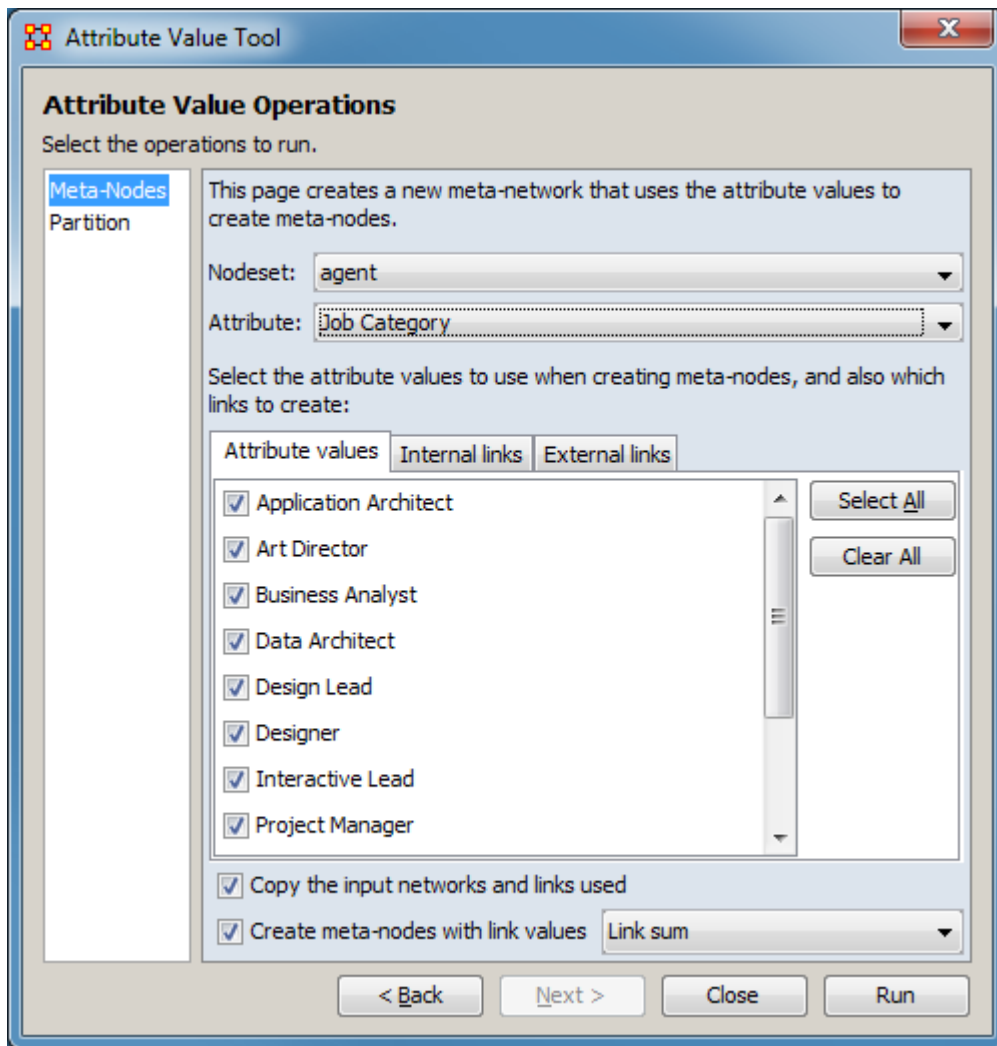 Attribute Value Tool
Attribute Value Operations
Select the operations to run.
Meta-Nodes
Partition
This page creates a new meta-network that uses the attribute values to
create meta-nodes.
Nodeset: agent
Attribute: Job Category
Select the attribute values to use when creating meta-nodes, and also which
links to create:
Attribute values Internal links External links
Application Architect
Art Director
Business Analyst
Data Architect
Design Lead
Designer
Interactive Lead
Project Manager
Select All
Clear All
Copy the input networks and links used
Create meta-nodes with link values Link sum
< Back Next > Close Run